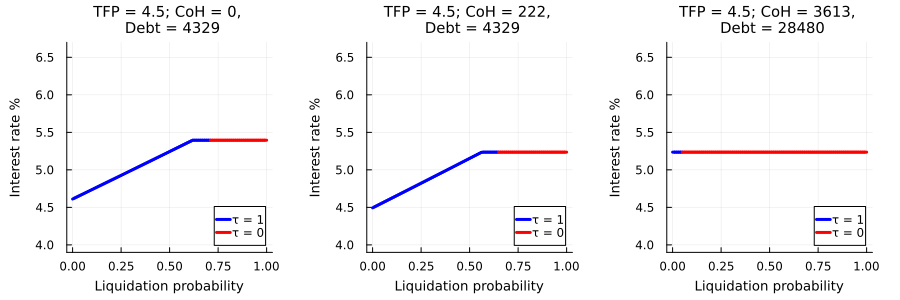 TFP = 4.5; CoH = 0,
Debt = 4329
6.5
6.0
5.5
5.0
4.5
4.0
Interest rate %
τ = 1
τ = 0
0.00 0.25 0.50 0.75 1.00
Liquidation probability
TFP = 4.5; CoH = 222,
Debt = 4329
6.5
6.0
5.5
5.0
4.5
4.0
Interest rate %
τ = 1
τ = 0
0.00 0.25 0.50 0.75 1.00
Liquidation probability
TFP = 4.5; CoH = 3613,
Debt = 28480
6.5
6.0
5.5
5.0
4.5
4.0
Interest rate %
τ = 1
τ = 0
0.00 0.25 0.50 0.75 1.00
Liquidation probability